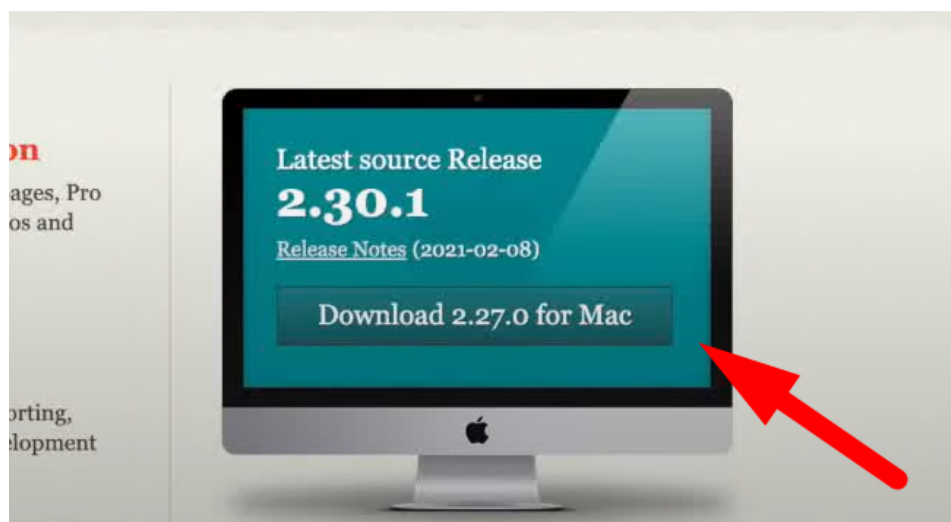 on
ages, Pro
os and
orting,
elopment
Latest source Release
2.30.1
Release Notes (2021-02-08)
Download 2.27.0 for Mac